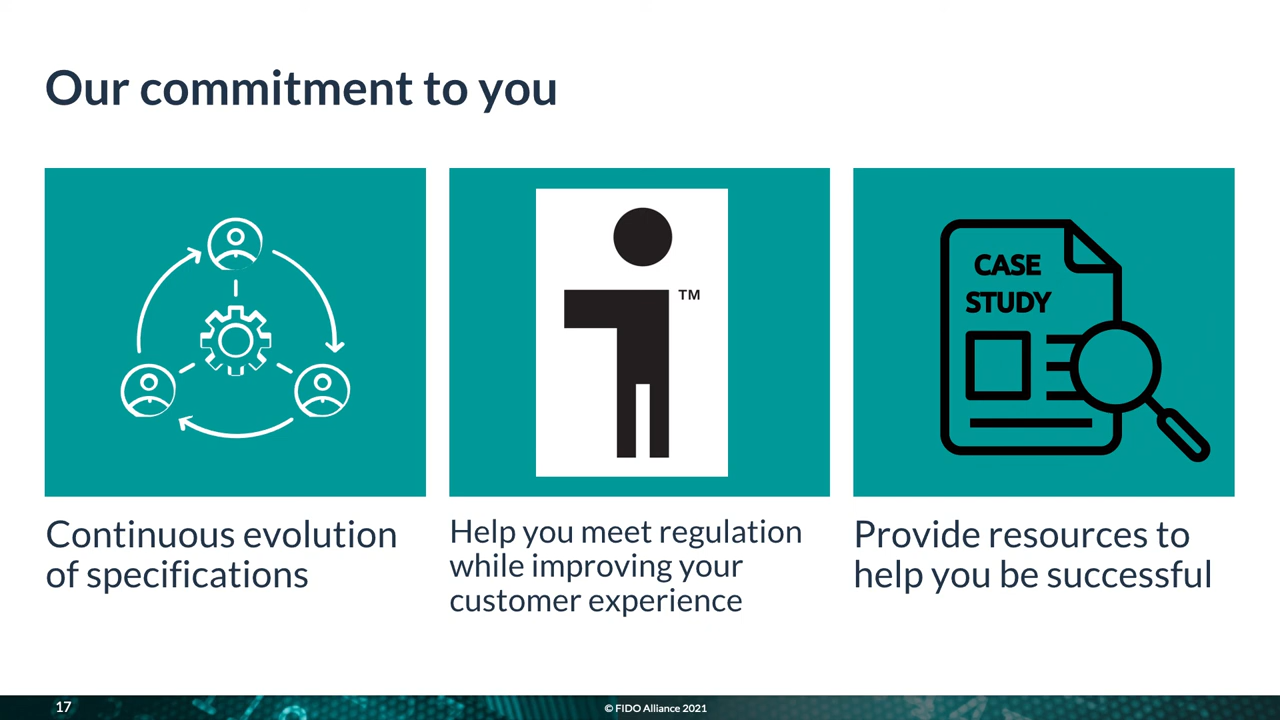 Our commitment to you
TM
CASE
STUDY
Continuous evolution
of specifications
Help you meet regulation
while improving your
customer experience
Provide resources to
help you be successful
17
© FIDO Alliance 2021